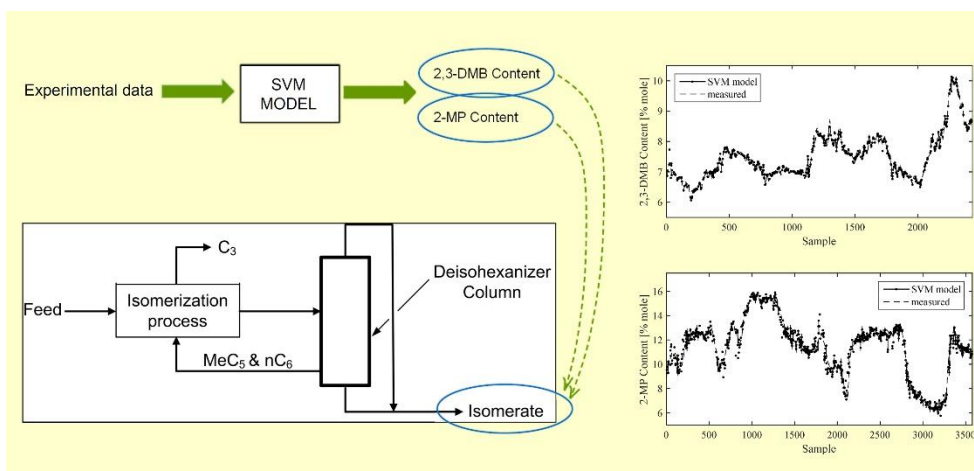 Experimental data
SVM
MODEL
2,3-DMB Content
2-MP Content
C3
Feed
Isomerization
process
MeC5 & nC6
Deisohexanizer
Column
Isomerate
2,3-DMB Content [% mole]
10
9
8
7
6
SVM model
measured
0
500
1000
1500
2000
Sample
2-MP Content [% mole]
16
14
12
10
8
6
SVM model
measured
0
500
1000
1500
2000
2500
3000
3500
Sample